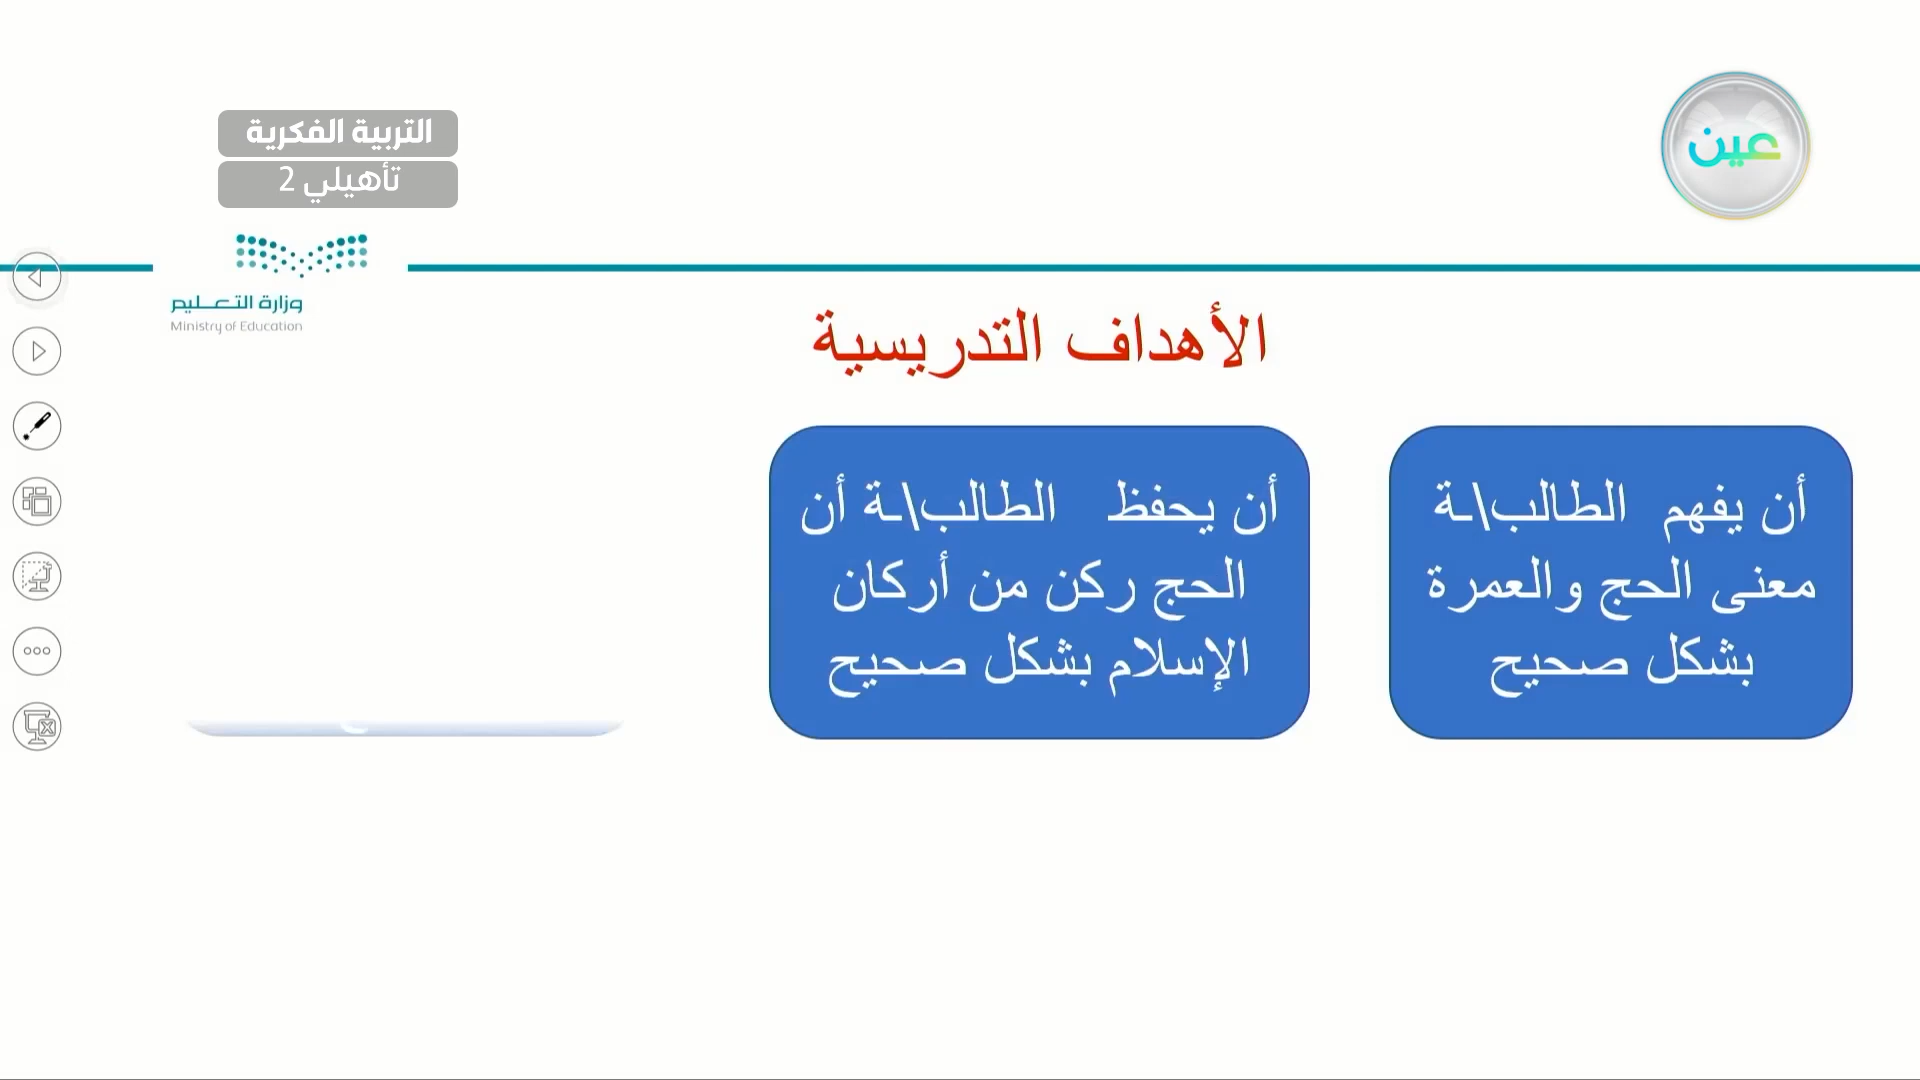 عين
التربية الفكرية
تأهيلي 2
وزارة التعليم
Ministry of Education
الأهداف التدريسية
أن يفهم الطالب\ـة
معنى الحج والعمرة
بشكل صحيح
أن يحفظ الطالب\ـة أن
الحج ركن من أركان
الإسلام بشكل صحيح